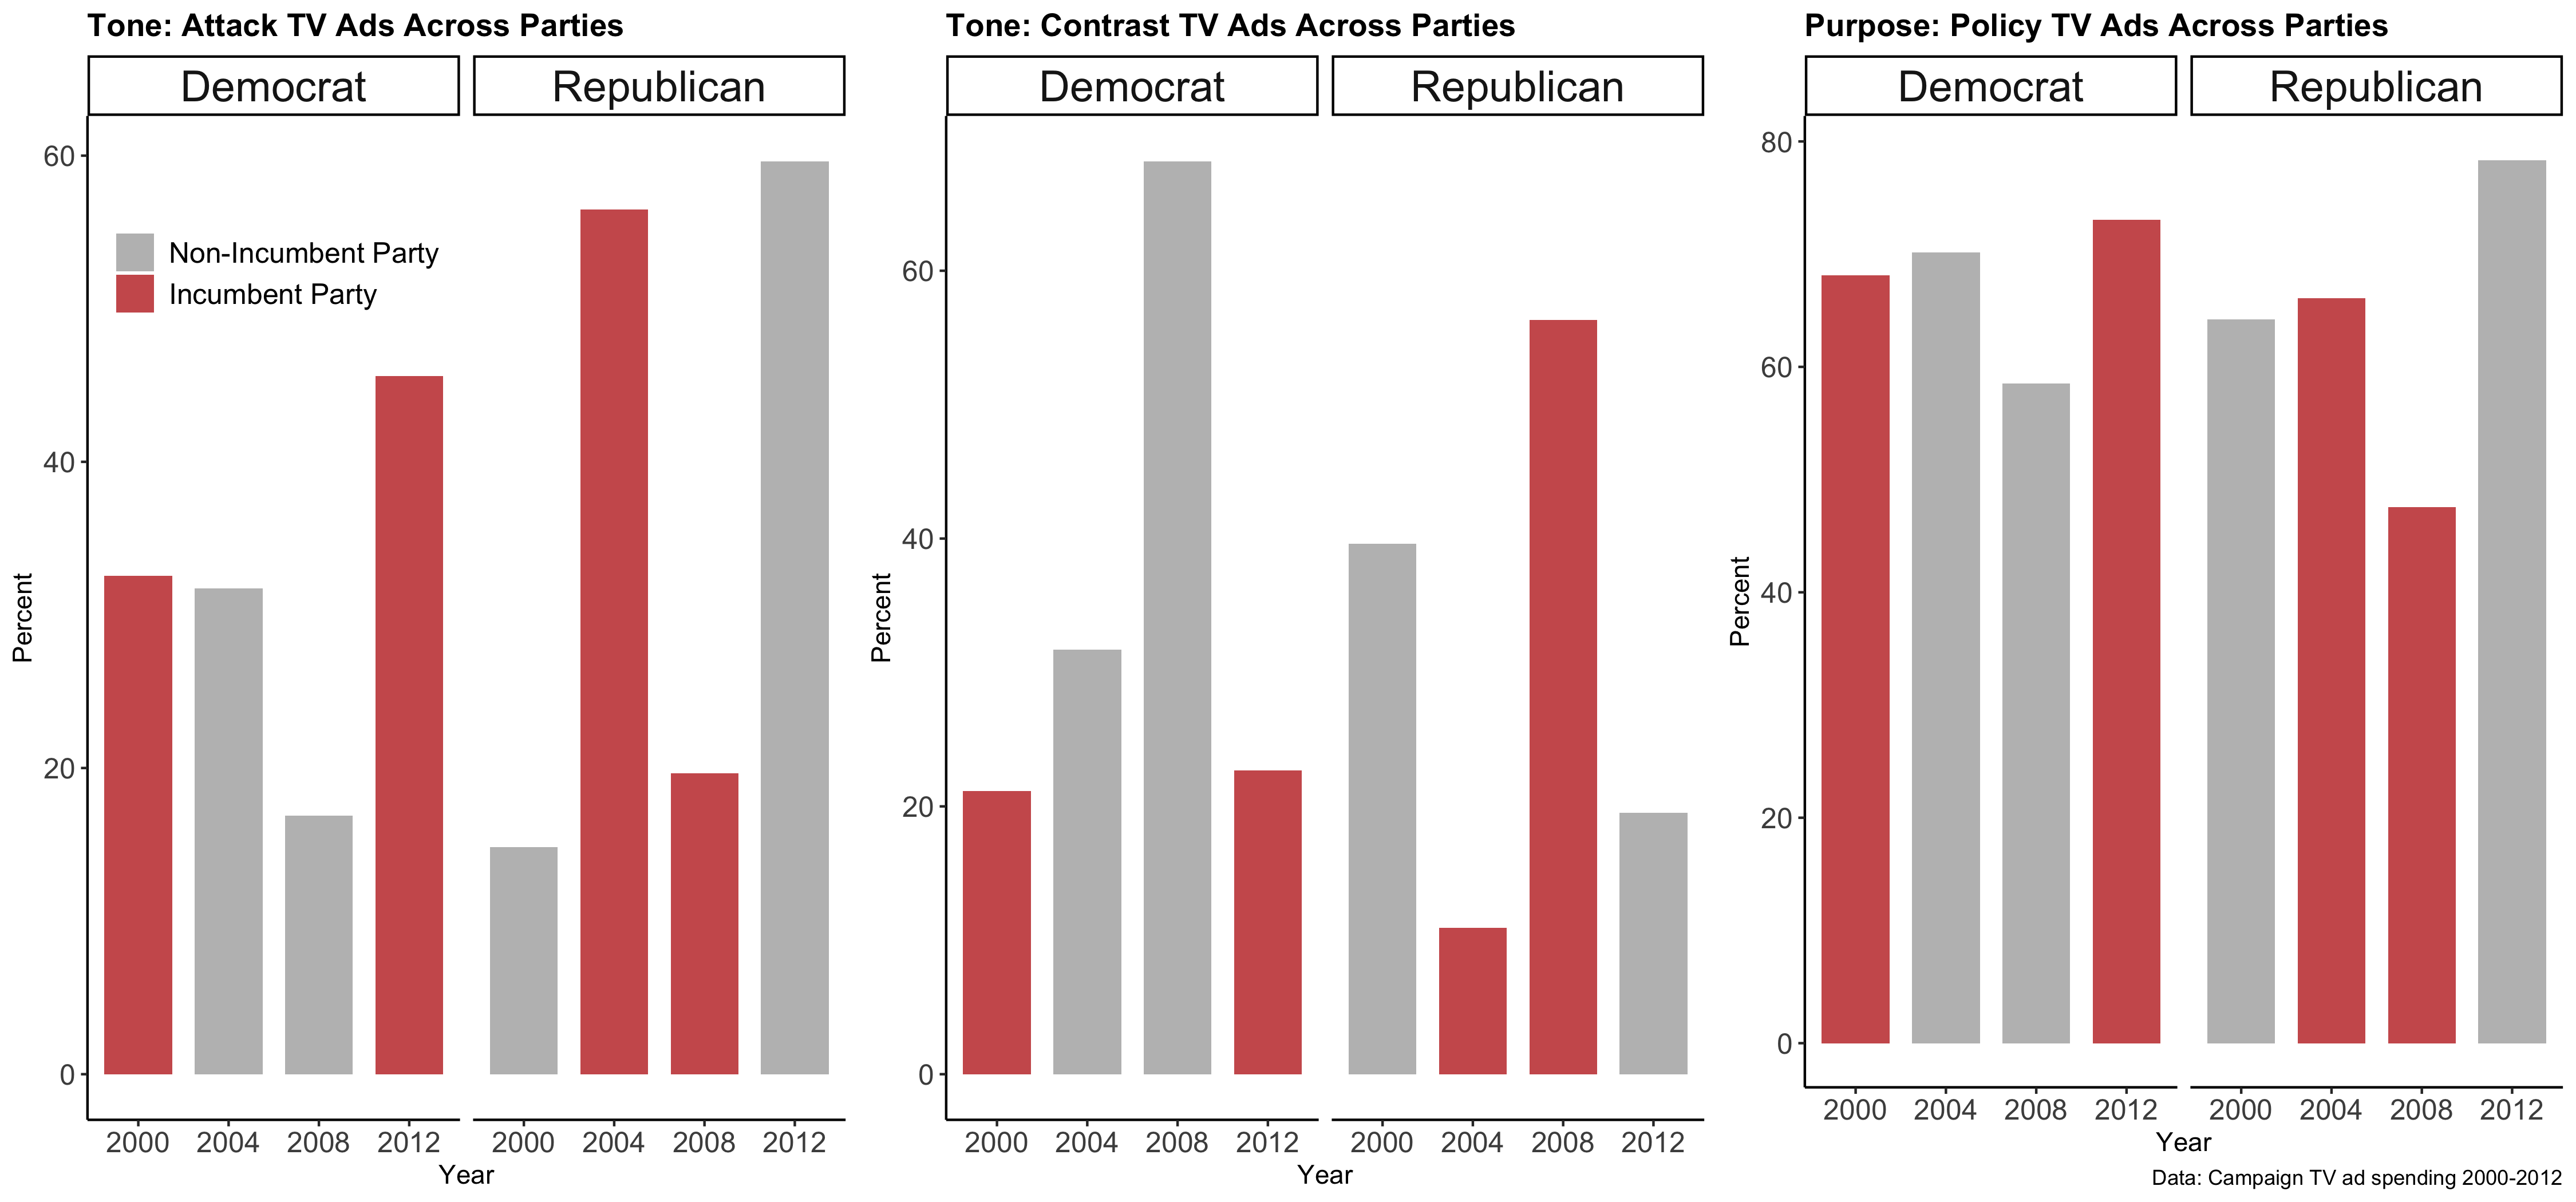 Tone: Attack TV Ads Across Parties
Democrat Republican
60
40
20
0
Percent
Non-Incumbent Party
Incumbent Party
2000 2004 2008 2012 2000 2004 2008 2012
Year
Tone: Contrast TV Ads Across Parties
Democrat Republican
60
40
20
0
Percent
2000 2004 2008 2012 2000 2004 2008 2012
Year
Purpose: Policy TV Ads Across Parties
Democrat Republican
80
60
40
20
0
Percent
2000 2004 2008 2012 2000 2004 2008 2012
Year
Data: Campaign TV ad spending 2000-2012